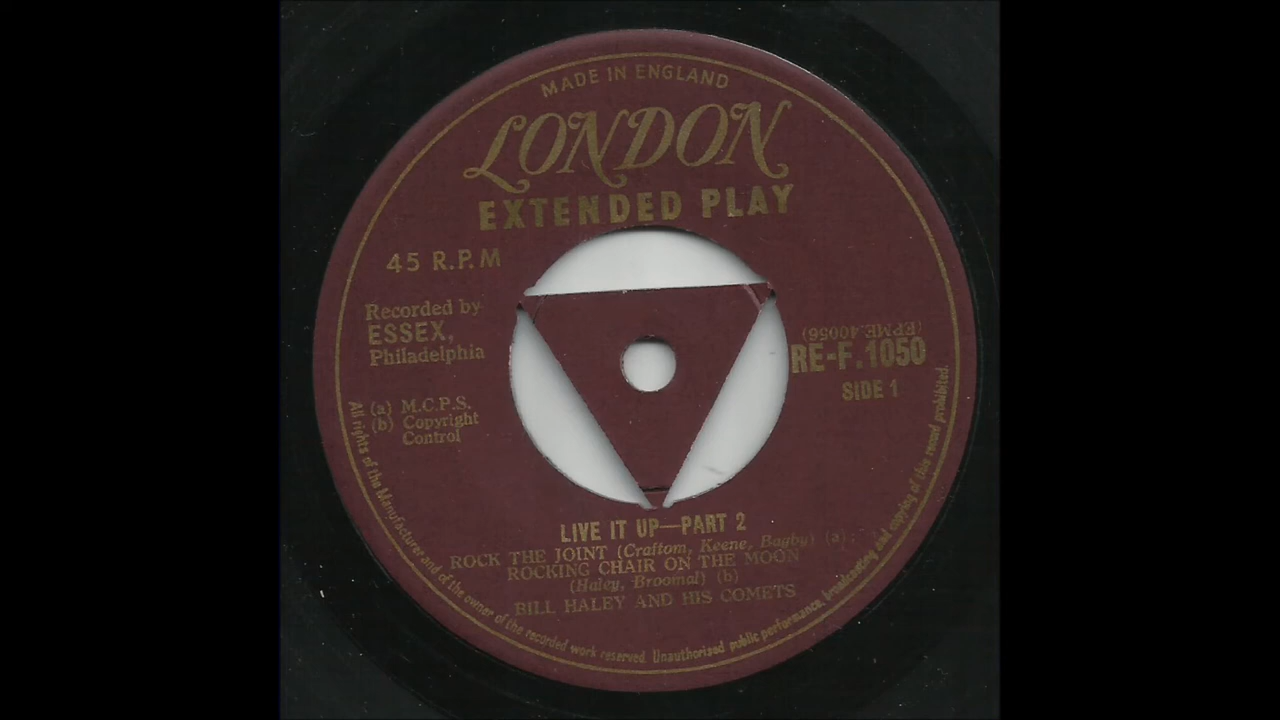 MADE IN ENGLAND
LONDON
EXTENDED PLAY
45 R.P.M
Recorded by
ESSEX,
Philadelphia
(EPME.40056)
RE-F.1050
SIDE 1
(a) M.C.P.S.
(b) Copyright
Control
LIVE IT UP—PART 2
ROCK THE JOINT (Craftom, Keene, Bagby) (a);
ROCKING CHAIR ON THE MOON
(Haley, Broomal) (b)
BILL HALEY AND HIS COMETS
All rights of the Manufacturer and of the owner of the recorded work reserved. Unauthorised public performance, broadcasting and copying of this record prohibited.